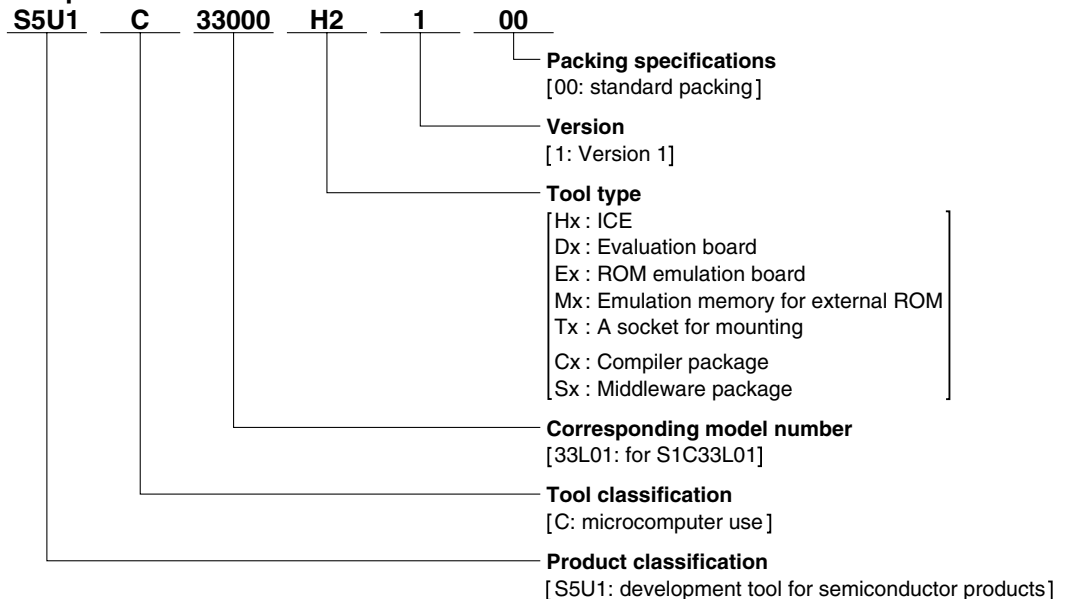 S5U1 C 33000 H2 1 00
Packing specifications
[00: standard packing]
Version
[1: Version 1]
Tool type
[Hx : ICE
Dx : Evaluation board
Ex : ROM emulation board
Mx : Emulation memory for external ROM
Tx : A socket for mounting
Cx : Compiler package
Sx : Middleware package]
Corresponding model number
[33L01: for S1C33L01]
Tool classification
[C: microcomputer use]
Product classification
[S5U1: development tool for semiconductor products]